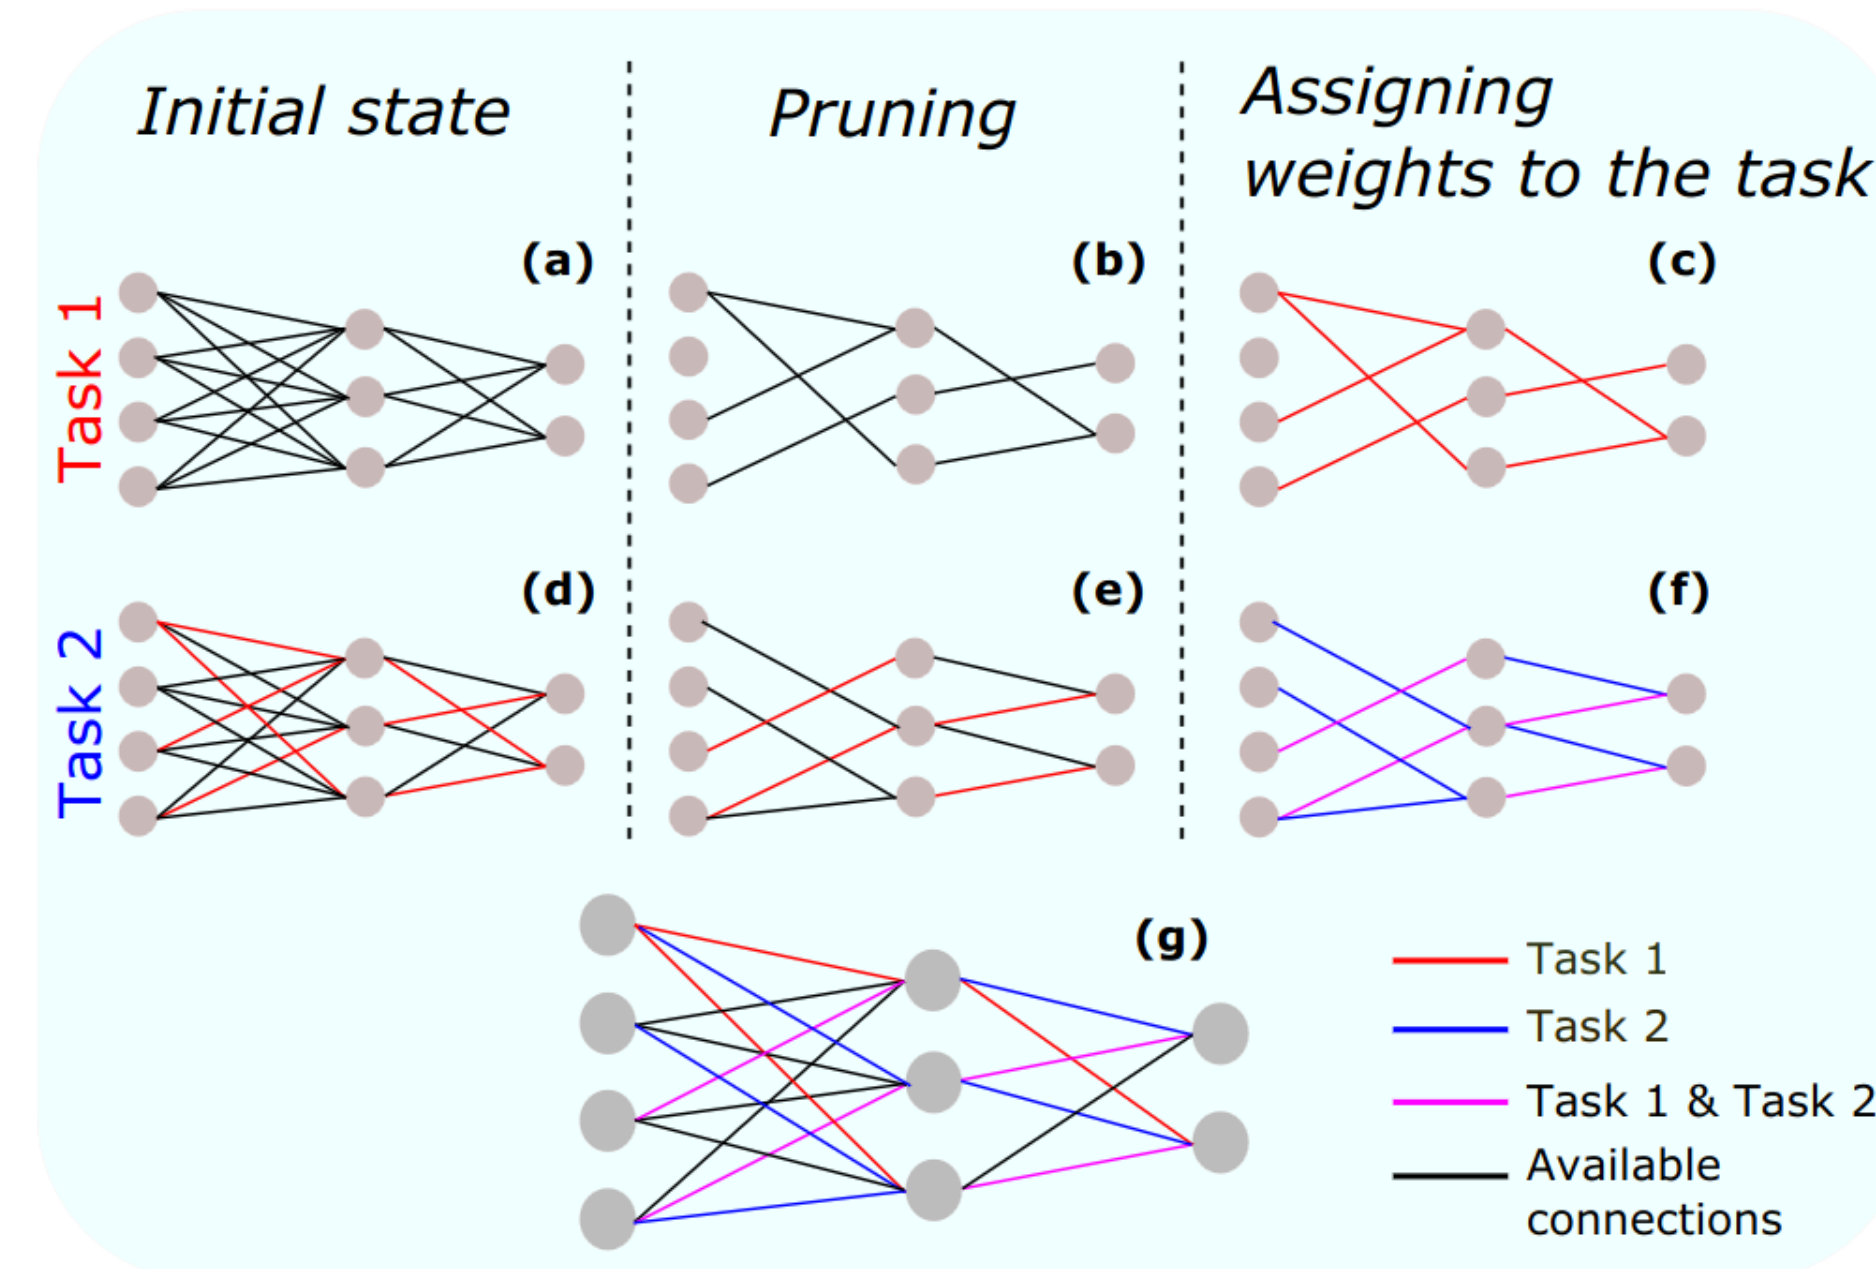 Initial state
Pruning
Assigning
weights to the task
Task 1
(a)
(b)
(c)
Task 2
(d)
(e)
(f)
(g)
Task 1
Task 2
Task 1 & Task 2
Available
connections